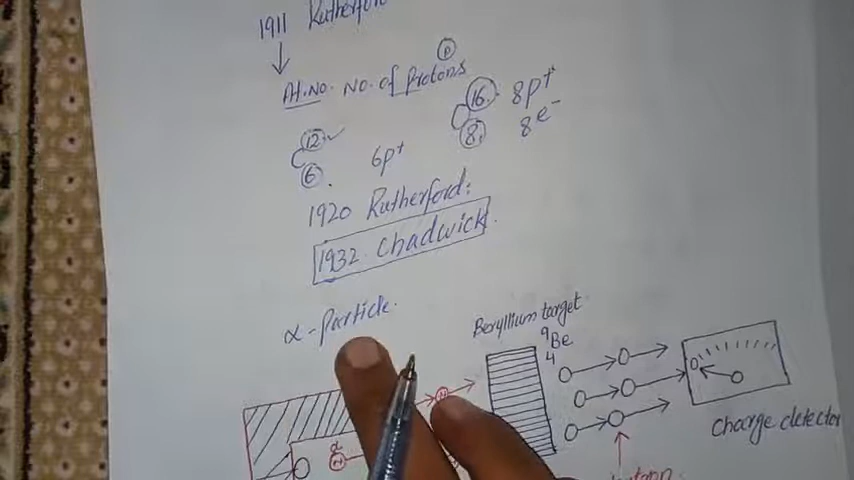 1911 Rutherford
At.No. No. of Protons
p
C 12 6 6p+
C 16 8 8p+
8e-
1920 Rutherford:
1932. Chadwick.
α-Particle.
Beryllium target
9 Be 4
0
α
Charge detector